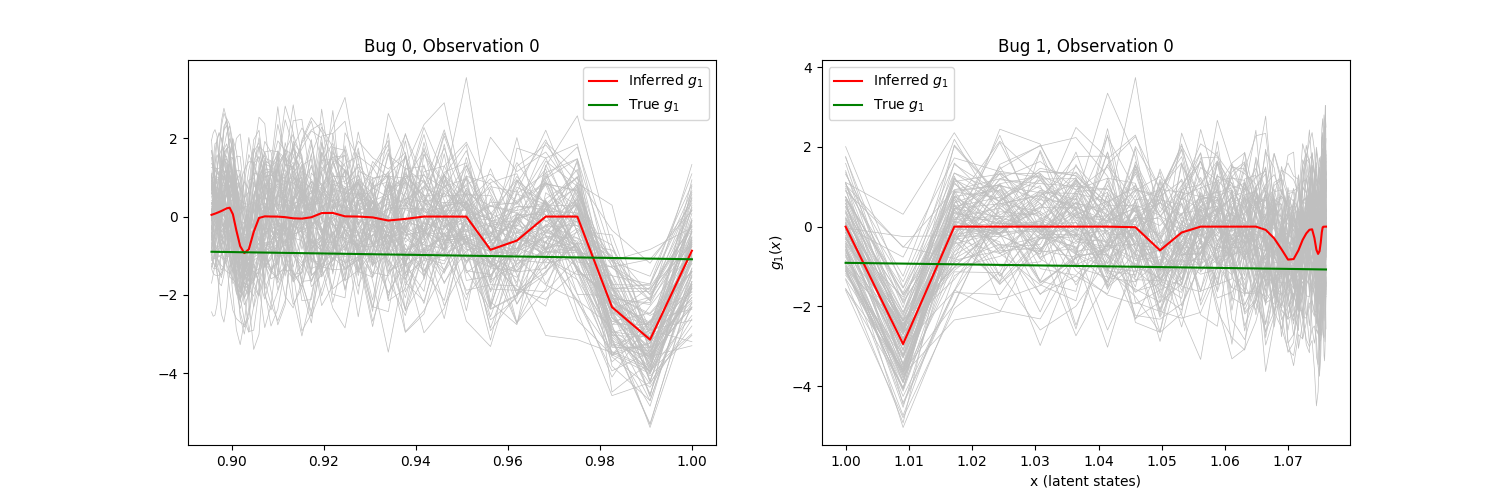 Bug 0, Observation 0
Inferred g₁
True g₁
2
0
−2
−4
0.90 0.92 0.94 0.96 0.98 1.00
Bug 1, Observation 0
Inferred g₁
True g₁
4
2
0
−2
−4
g₁(x)
1.00 1.01 1.02 1.03 1.04 1.05 1.06 1.07
x (latent states)